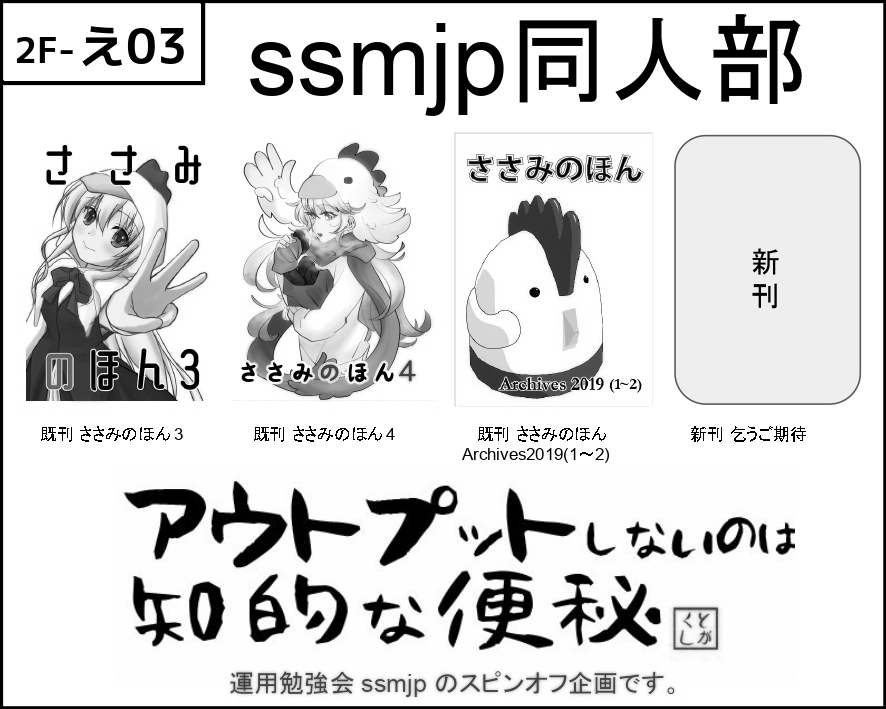 2F-え03
ssmjp同人部
ささみ
のほん3
ささみのほん4
ささみのほん
Archives 2019 (1~2)
新
刊
既刊 ささみのほん3
既刊 ささみのほん4
既刊 ささみのほん
Archives2019(1～2)
新刊 乞うご期待
アウトプットしないのは
知的な便秘
とが
くし
運用勉強会 ssmjp のスピンオフ企画です。